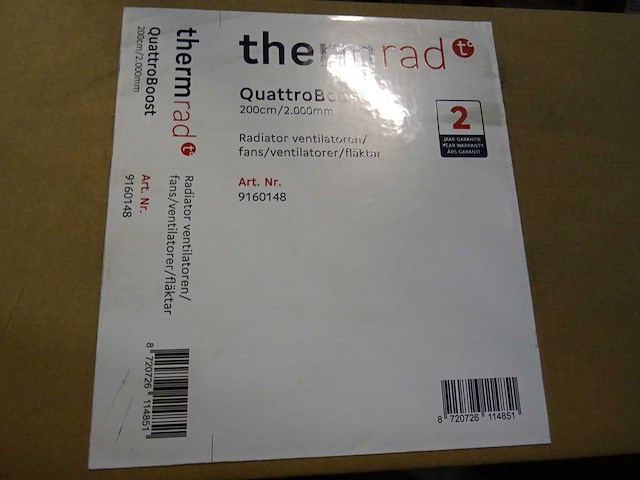 thermrad t°
QuattroBoost
200cm/2.000mm
Radiator ventilatoren/
fans/ventilatorer/fläktar
Art. Nr.
9160148
2
JAAR GARANTIE
YEAR WARRANTY
ÅRS GARANTI
8 720726 114851
thermrad t°
QuattroBoost
200cm/2.000mm
Radiator ventilatoren/
fans/ventilatorer/fläktar
Art. Nr.
9160148
8 720726 114851